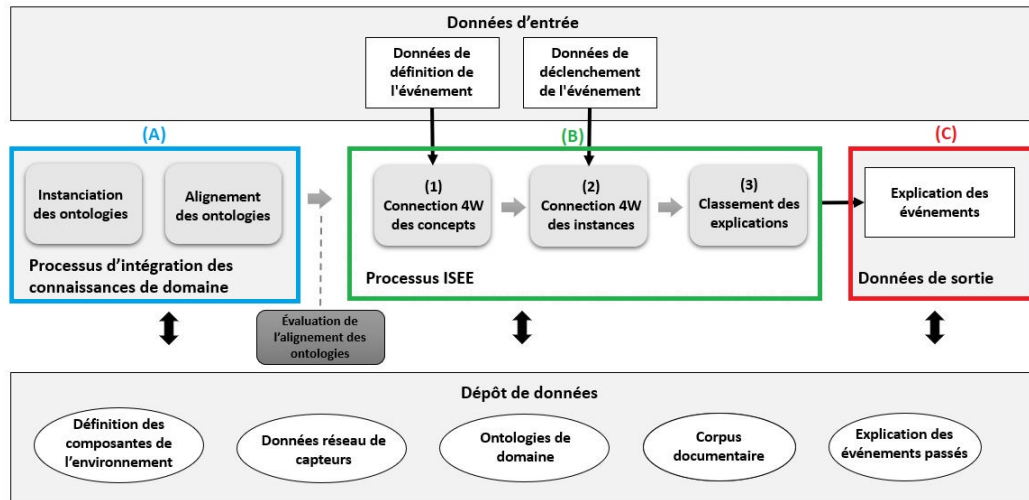 Données d'entrée
Données de
définition de
l'événement
Données de
déclenchement
de l'événement
(A)
(B)
(C)
Instanciation
des ontologies
Alignement
des ontologies
Processus d'intégration des
connaissances de domaine
(1)
Connection 4W
des concepts
(2)
Connection 4W
des instances
(3)
Classement des
explications
Processus ISEE
Explication des
événements
Données de sortie
Évaluation de
l'alignement des
ontologies
Dépôt de données
Définition des
composantes de
l'environnement
Données réseau de
capteurs
Ontologies de
domaine
Corpus
documentaire
Explication des
événements passés